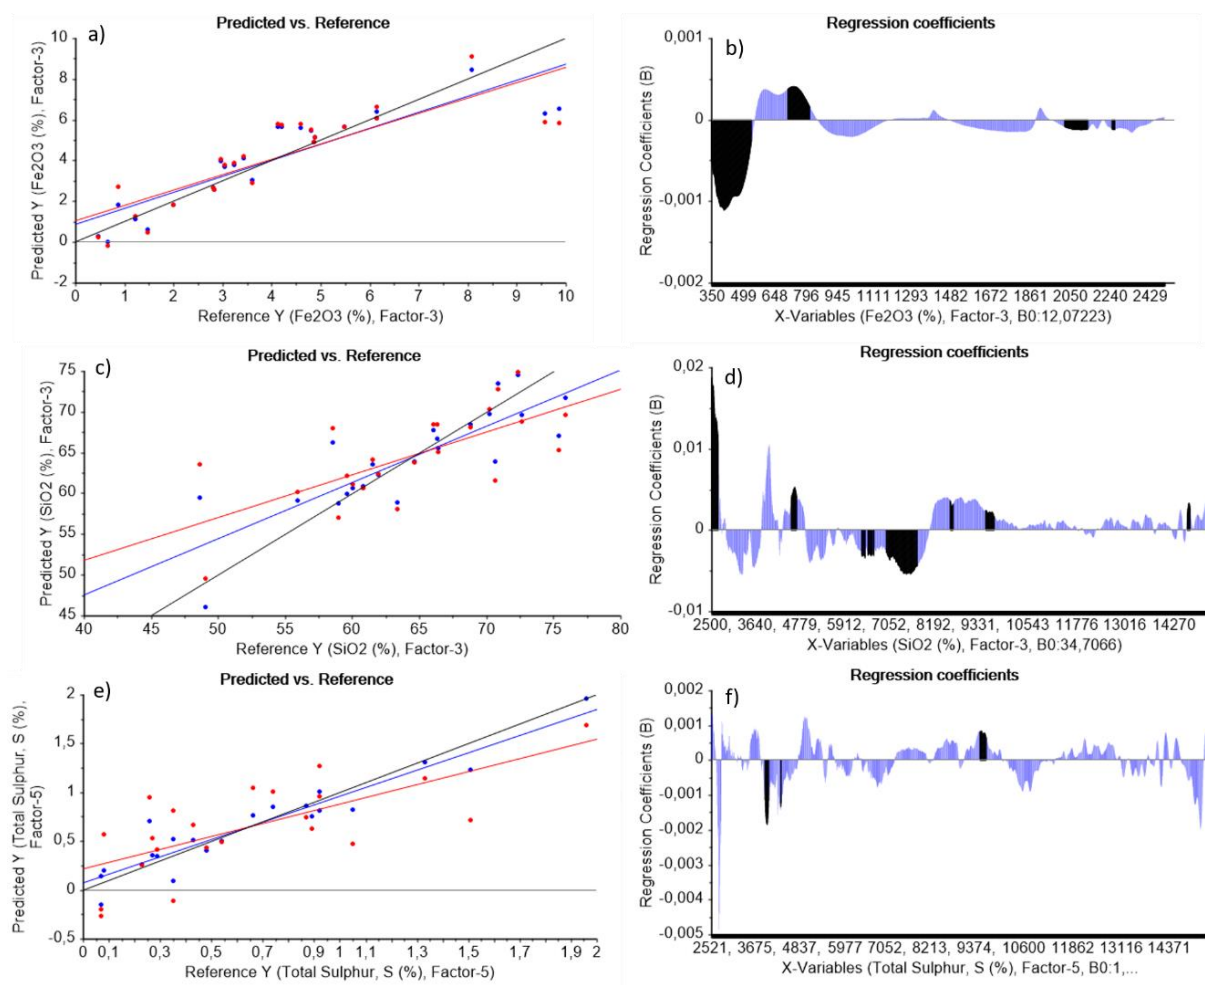 Predicted vs. Reference
a)
10
8
6
4
2
0
-2
Predicted Y (Fe2O3 (%), Factor-3)
0 1 2 3 4 5 6 7 8 9 10
Reference Y (Fe2O3 (%), Factor-3)
Regression coefficients
b)
0,001
0
-0,001
-0,002
Regression Coefficients (B)
350 499 648 796 945 1111 1293 1482 1672 1861 2050 2240 2429
X-Variables (Fe2O3 (%), Factor-3, B0:12,07223)
Predicted vs. Reference
c)
75
70
65
60
55
50
45
Predicted Y (SiO2 (%), Factor-3)
40 45 50 55 60 65 70 75 80
Reference Y (SiO2 (%), Factor-3)
Regression coefficients
d)
0,02
0,01
0
-0,01
Regression Coefficients (B)
2500, 3640, 4779, 5912, 7052, 8192, 9331, 10543 11776 13016 14270
X-Variables (SiO2 (%), Factor-3, B0:34,7066)
Predicted vs. Reference
e)
2
1,5
1
0,5
0
-0,5
Predicted Y (Total Sulphur, S (%),
Factor-5)
0 0,1 0,3 0,5 0,7 0,9 1 1,1 1,3 1,5 1,7 1,9 2
Reference Y (Total Sulphur, S (%), Factor-5)
Regression coefficients
f)
0,002
0,001
0
-0,001
-0,002
-0,003
-0,004
-0,005
Regression Coefficients (B)
2521, 3675, 4837, 5977, 7052, 8213, 9374, 10600 11862 13116 14371
X-Variables (Total Sulphur, S (%), Factor-5, B0:1,...